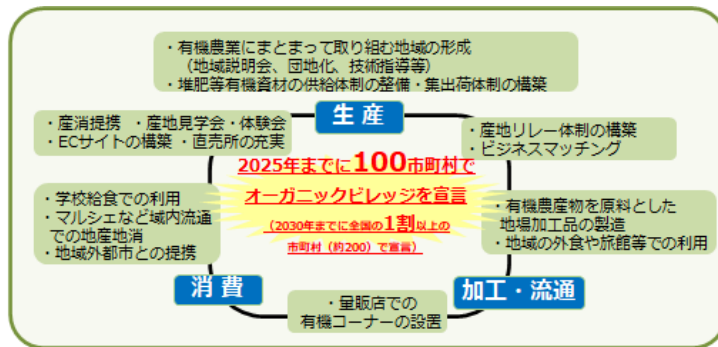 ・有機農業にまとまって取り組む地域の形成
（地域説明会、団地化、技術指導等）
・堆肥等有機資材の供給体制の整備・集出荷体制の構築
生 産
・産消提携 ・産地見学会・体験会
・ECサイトの構築 ・直売所の充実
・産地リレー体制の構築
・ビジネスマッチング
2025年までに100市町村で
オーガニックビレッジを宣言
（2030年までに全国の1割以上の
市町村（約200）で宣言）
・学校給食での利用
・マルシェなど域内流通
での地産地消
・地域外都市との提携
・有機農産物を原料とした
地場加工品の製造
・地域の外食や旅館等での利用
消 費
加工・流通
・量販店での
有機コーナーの設置